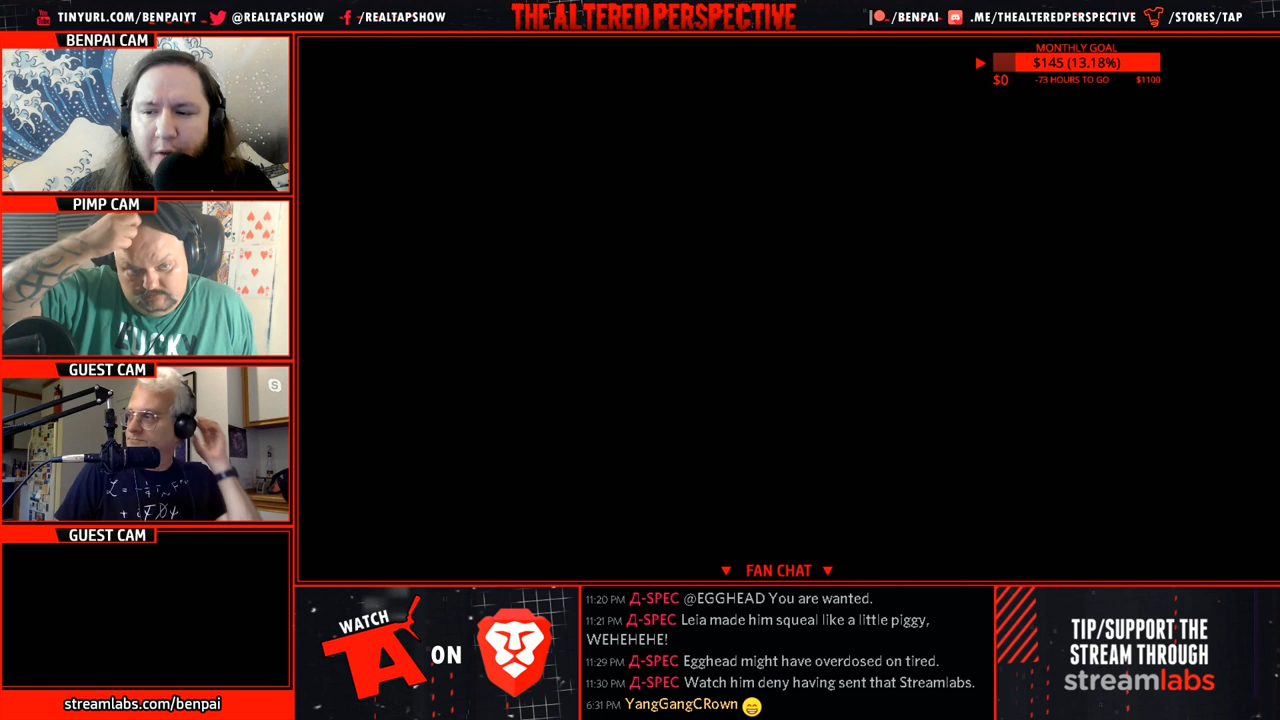 TINYURL.COM/BENPAIYT
@REALTAPSHOW
/REALTAPSHOW
THE ALTERED PERSPECTIVE
/BENPAI
.ME/THEALTEREDPERSPECTIVE
/STORES/TAP
BENPAI CAM
MONTHLY GOAL
$145 (13.18%)
$0
-73 HOURS TO GO
$1100
PIMP CAM
LUCKY
GUEST CAM
GUEST CAM
streamlabs.com/benpai
FAN CHAT
WATCH
TA
ON
11:20 PM Д-SPEC @EGGHEAD You are wanted.
11:21 PM Д-SPEC Leia made him squeal like a little piggy,
WEHEHEHE!
11:29 PM Д-SPEC Egghead might have overdosed on tired.
11:30 PM Д-SPEC Watch him deny having sent that Streamlabs.
6:31 PM YangGangCRown
TIP/SUPPORT THE
STREAM THROUGH
streamlabs